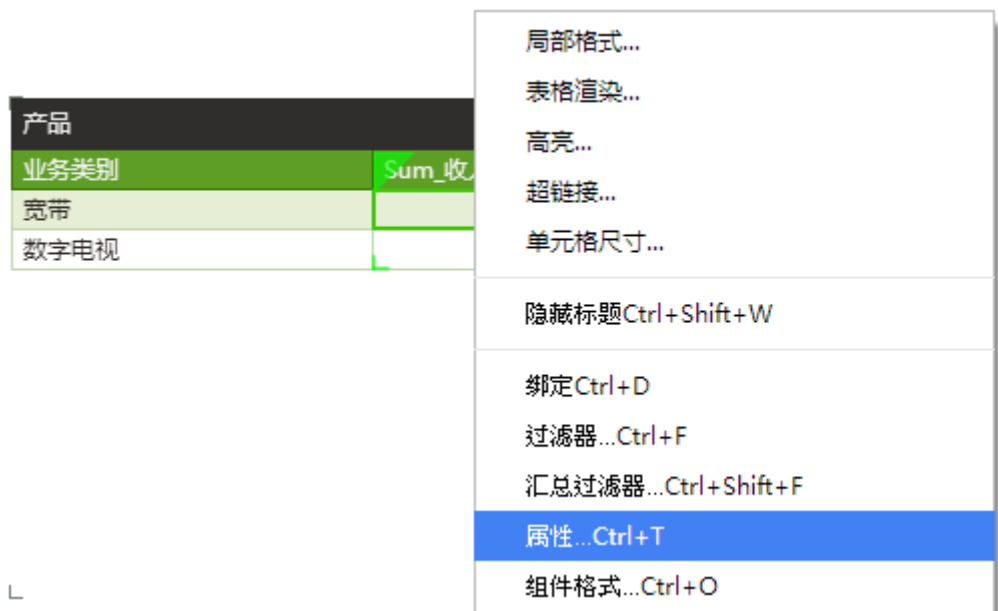 产品
业务类别 Sum_收
宽带
数字电视
局部格式...
表格渲染...
高亮...
超链接...
单元格尺寸...
隐藏标题Ctrl+Shift+W
绑定Ctrl+D
过滤器...Ctrl+F
汇总过滤器...Ctrl+Shift+F
属性...Ctrl+T
组件格式...Ctrl+O